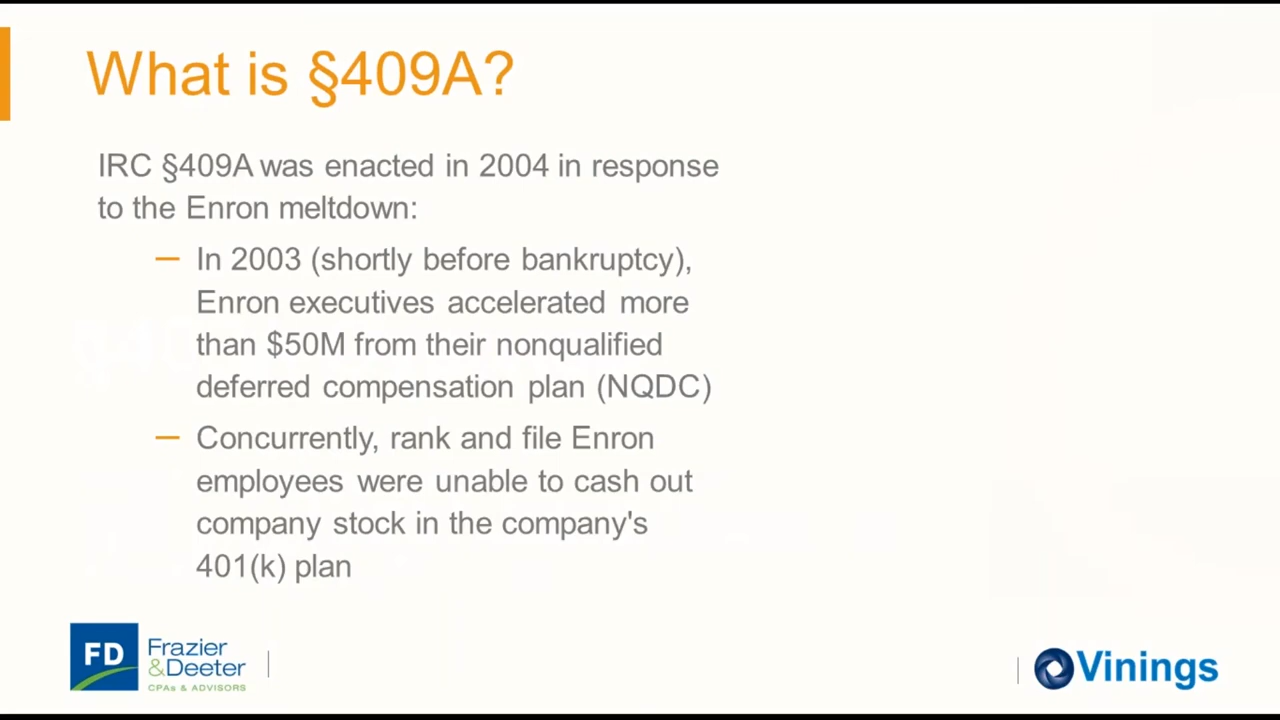 What is §409A?
IRC §409A was enacted in 2004 in response
to the Enron meltdown:
— In 2003 (shortly before bankruptcy),
Enron executives accelerated more
than $50M from their nonqualified
deferred compensation plan (NQDC)
— Concurrently, rank and file Enron
employees were unable to cash out
company stock in the company's
401(k) plan
FD Frazier
&Deeter
CPAs & ADVISORS
Vinings